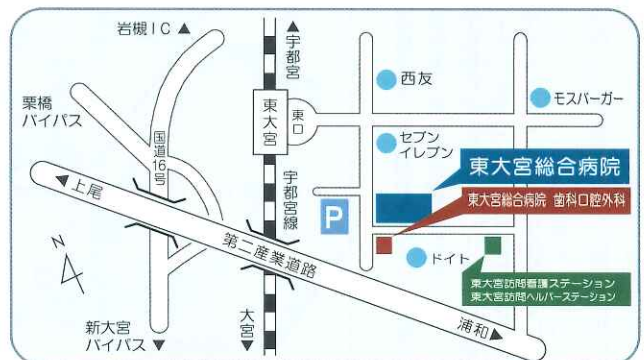 岩槻IC▲
▲宇都宮
栗橋
バイパス
国道16号
東大宮
東口
西友
モスバーガー
セブン
イレブン
東大宮総合病院
東大宮総合病院 歯科口腔外科
宇都宮線
P
◀上尾
第二産業道路
ドイト
東大宮訪問看護ステーション
東大宮訪問ヘルパーステーション
N
新大宮
バイパス▼
大宮▼
浦和▶